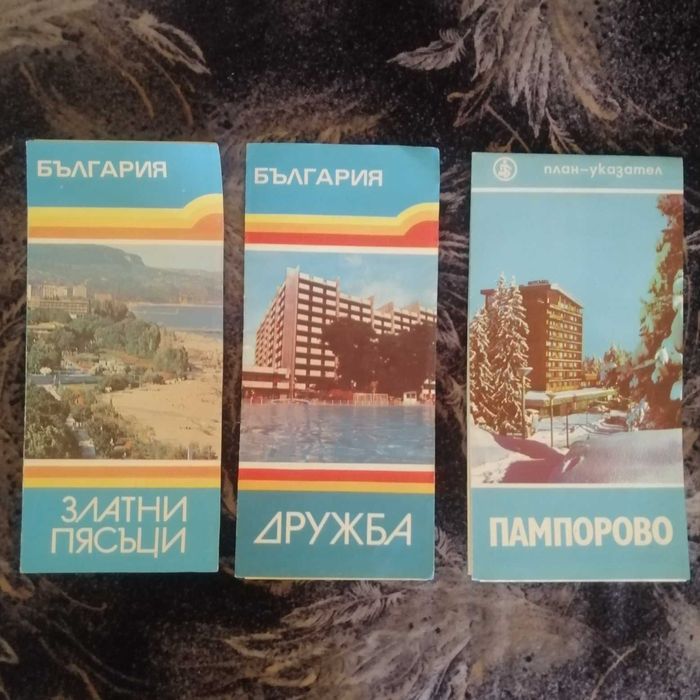 БЪЛГАРИЯ
ЗЛАТНИ
ПЯСЪЦИ
БЪЛГАРИЯ
ДРУЖБА
план-указател
ПАМПОРОВО